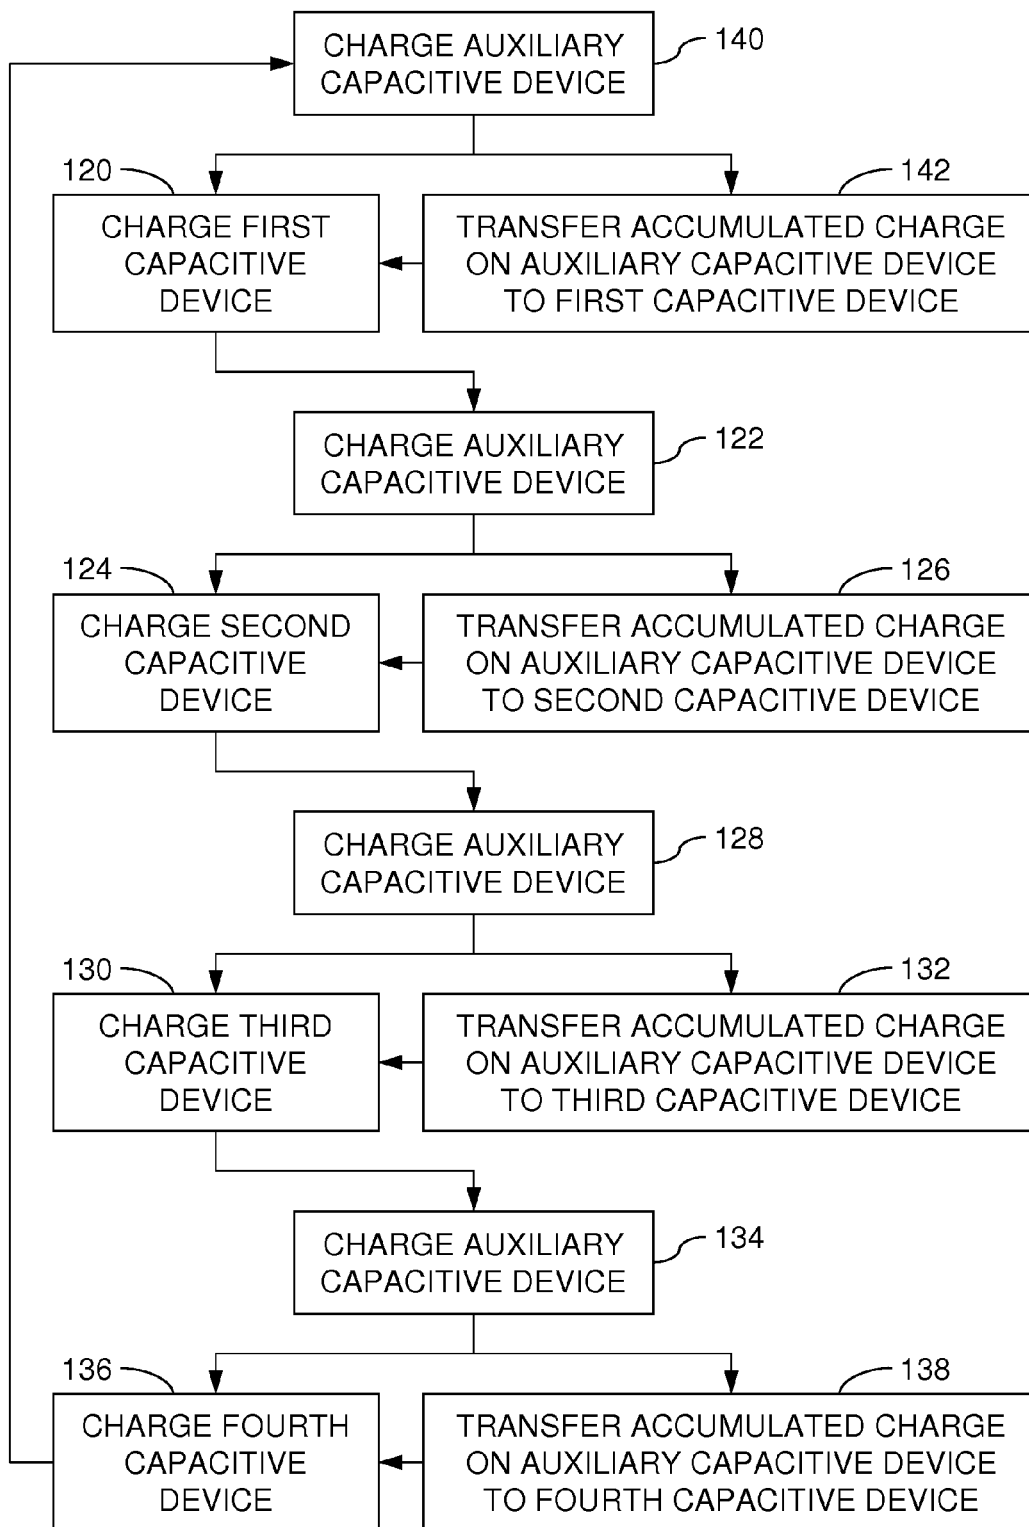 CHARGE AUXILIARY
CAPACITIVE DEVICE
140
120
CHARGE FIRST
CAPACITIVE
DEVICE
142
TRANSFER ACCUMULATED CHARGE
ON AUXILIARY CAPACITIVE DEVICE
TO FIRST CAPACITIVE DEVICE
CHARGE AUXILIARY
CAPACITIVE DEVICE
122
124
CHARGE SECOND
CAPACITIVE
DEVICE
126
TRANSFER ACCUMULATED CHARGE
ON AUXILIARY CAPACITIVE DEVICE
TO SECOND CAPACITIVE DEVICE
CHARGE AUXILIARY
CAPACITIVE DEVICE
128
130
CHARGE THIRD
CAPACITIVE
DEVICE
132
TRANSFER ACCUMULATED CHARGE
ON AUXILIARY CAPACITIVE DEVICE
TO THIRD CAPACITIVE DEVICE
CHARGE AUXILIARY
CAPACITIVE DEVICE
134
136
CHARGE FOURTH
CAPACITIVE
DEVICE
138
TRANSFER ACCUMULATED CHARGE
ON AUXILIARY CAPACITIVE DEVICE
TO FOURTH CAPACITIVE DEVICE